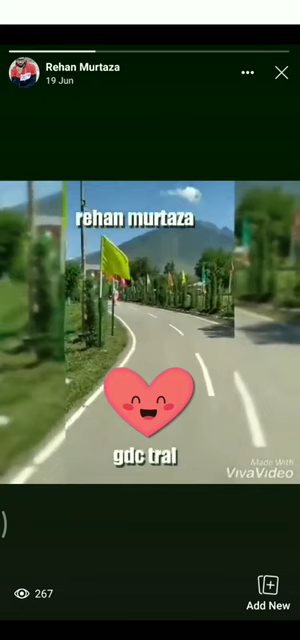 Rehan Murtaza
19 Jun
rehan murtaza
gdc tral
Made With
VivaVideo
267
Add New